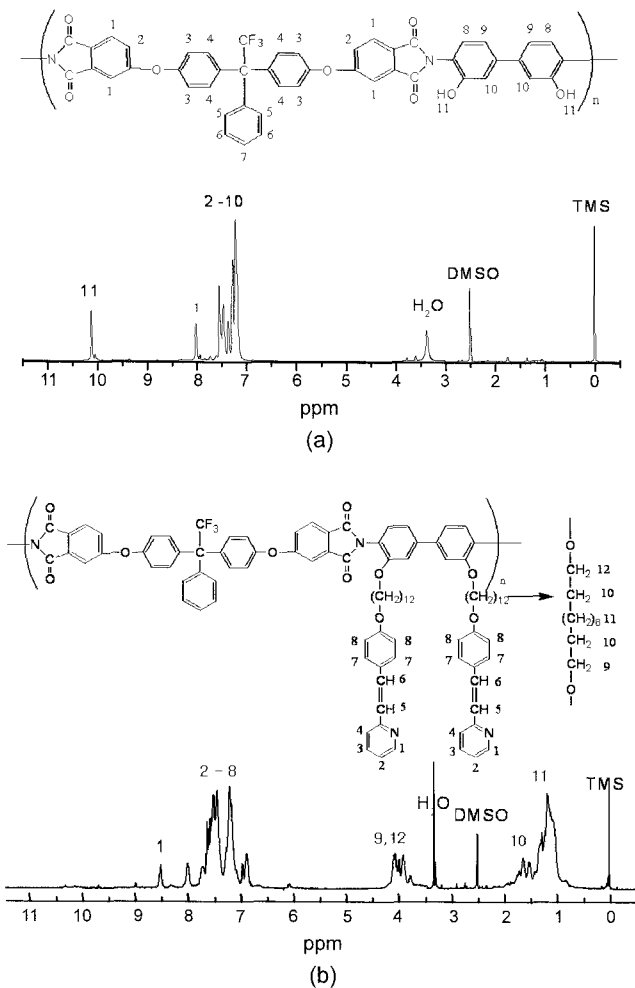 O O CF₃ O O
1 2 3 3 4 4 4 4 3 3 2 1 8 9 9 8
N O O N
1 3 4 4 3 1 HO 10 10 OH
O O 11 11 n
5 5
6 6
7
2-10
TMS
11
1
H₂O
DMSO
11 10 9 8 7 6 5 4 3 2 1 0
ppm
(a)
O O
CF₃
N O O N
O O O O n
(CH₂)₁₂ (CH₂)₁₂
O CH₂ 12
CH₂ 10
(CH₂)₈ 11
CH₂ 10
CH₂ 9
O
O O
8 8 8 8
7 7 7 7
CH 6 CH 6
CH 5 CH 5
4 N 4 N
3 1 3 1
2 2
2 - 8
1
9,12
H₂O
DMSO
10
11
TMS
11 10 9 8 7 6 5 4 3 2 1 0
ppm
(b)